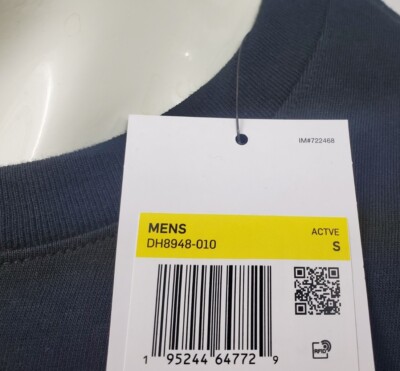 IM#722468
MENS
DH8948-010
ACTVE
S
RFID
1 95244 64772 9